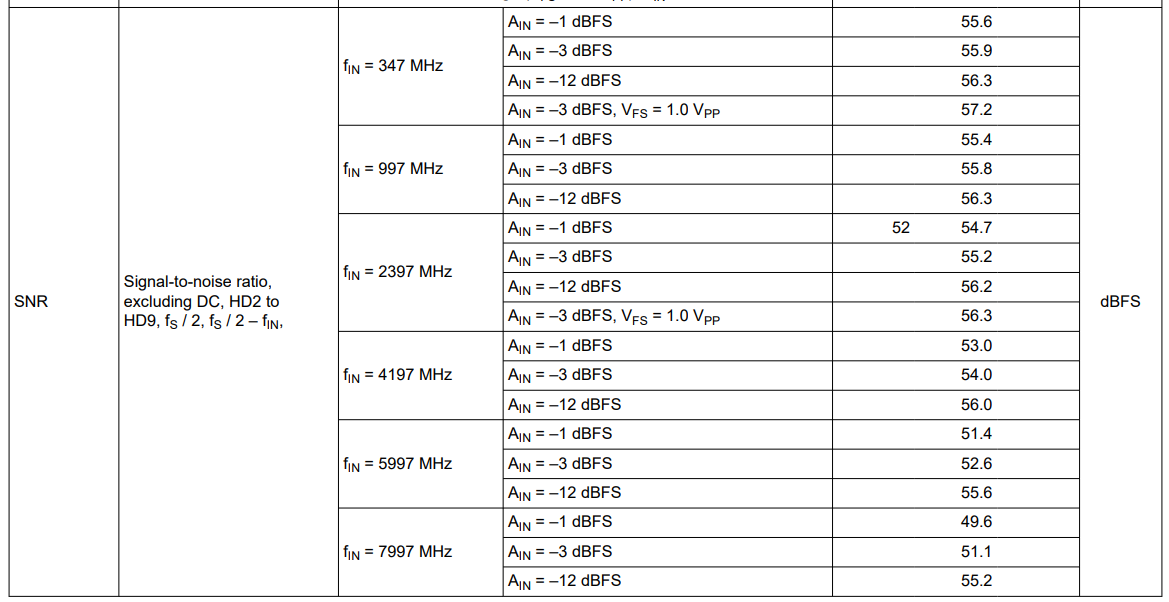 SNR
Signal-to-noise ratio,
excluding DC, HD2 to
HD9, fS / 2, fS / 2 – fIN,
fIN = 347 MHz
AIN = –1 dBFS 55.6
AIN = –3 dBFS 55.9
AIN = –12 dBFS 56.3
AIN = –3 dBFS, VFS = 1.0 VPP 57.2
fIN = 997 MHz
AIN = –1 dBFS 55.4
AIN = –3 dBFS 55.8
AIN = –12 dBFS 56.3
fIN = 2397 MHz
AIN = –1 dBFS 52 54.7
AIN = –3 dBFS 55.2
AIN = –12 dBFS 56.2
AIN = –3 dBFS, VFS = 1.0 VPP 56.3
fIN = 4197 MHz
AIN = –1 dBFS 53.0
AIN = –3 dBFS 54.0
AIN = –12 dBFS 56.0
fIN = 5997 MHz
AIN = –1 dBFS 51.4
AIN = –3 dBFS 52.6
AIN = –12 dBFS 55.6
fIN = 7997 MHz
AIN = –1 dBFS 49.6
AIN = –3 dBFS 51.1
AIN = –12 dBFS 55.2
dBFS